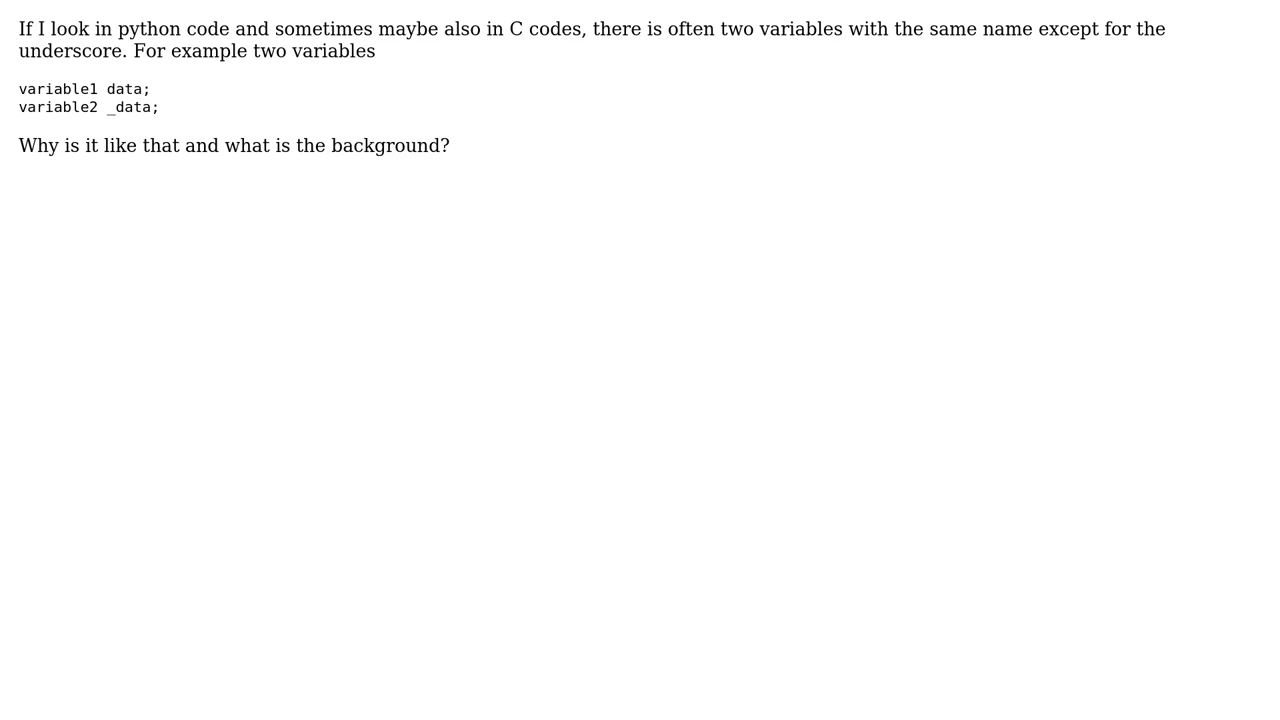 If I look in python code and sometimes maybe also in C codes, there is often two variables with the same name except for the
underscore. For example two variables
variable1 data;
variable2 _data;
Why is it like that and what is the background?